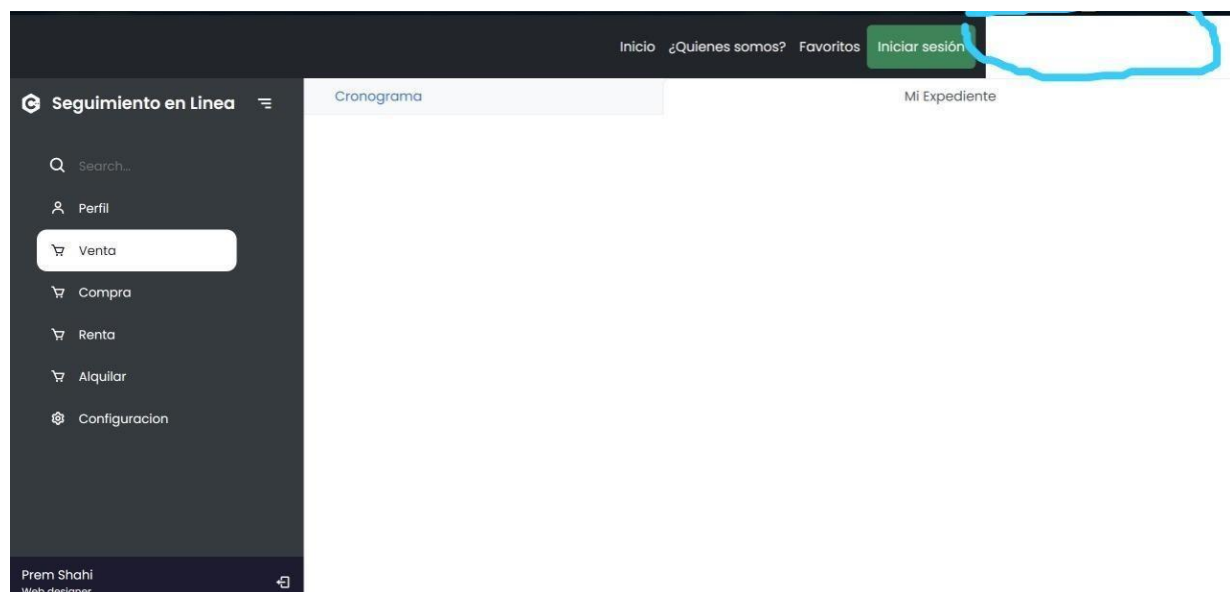 Inicio ¿Quienes somos? Favoritos Iniciar sesión
Seguimiento en Linea
Cronograma
Mi Expediente
Search...
Perfil
Venta
Compra
Renta
Alquilar
Configuracion
Prem Shahi
Web designer